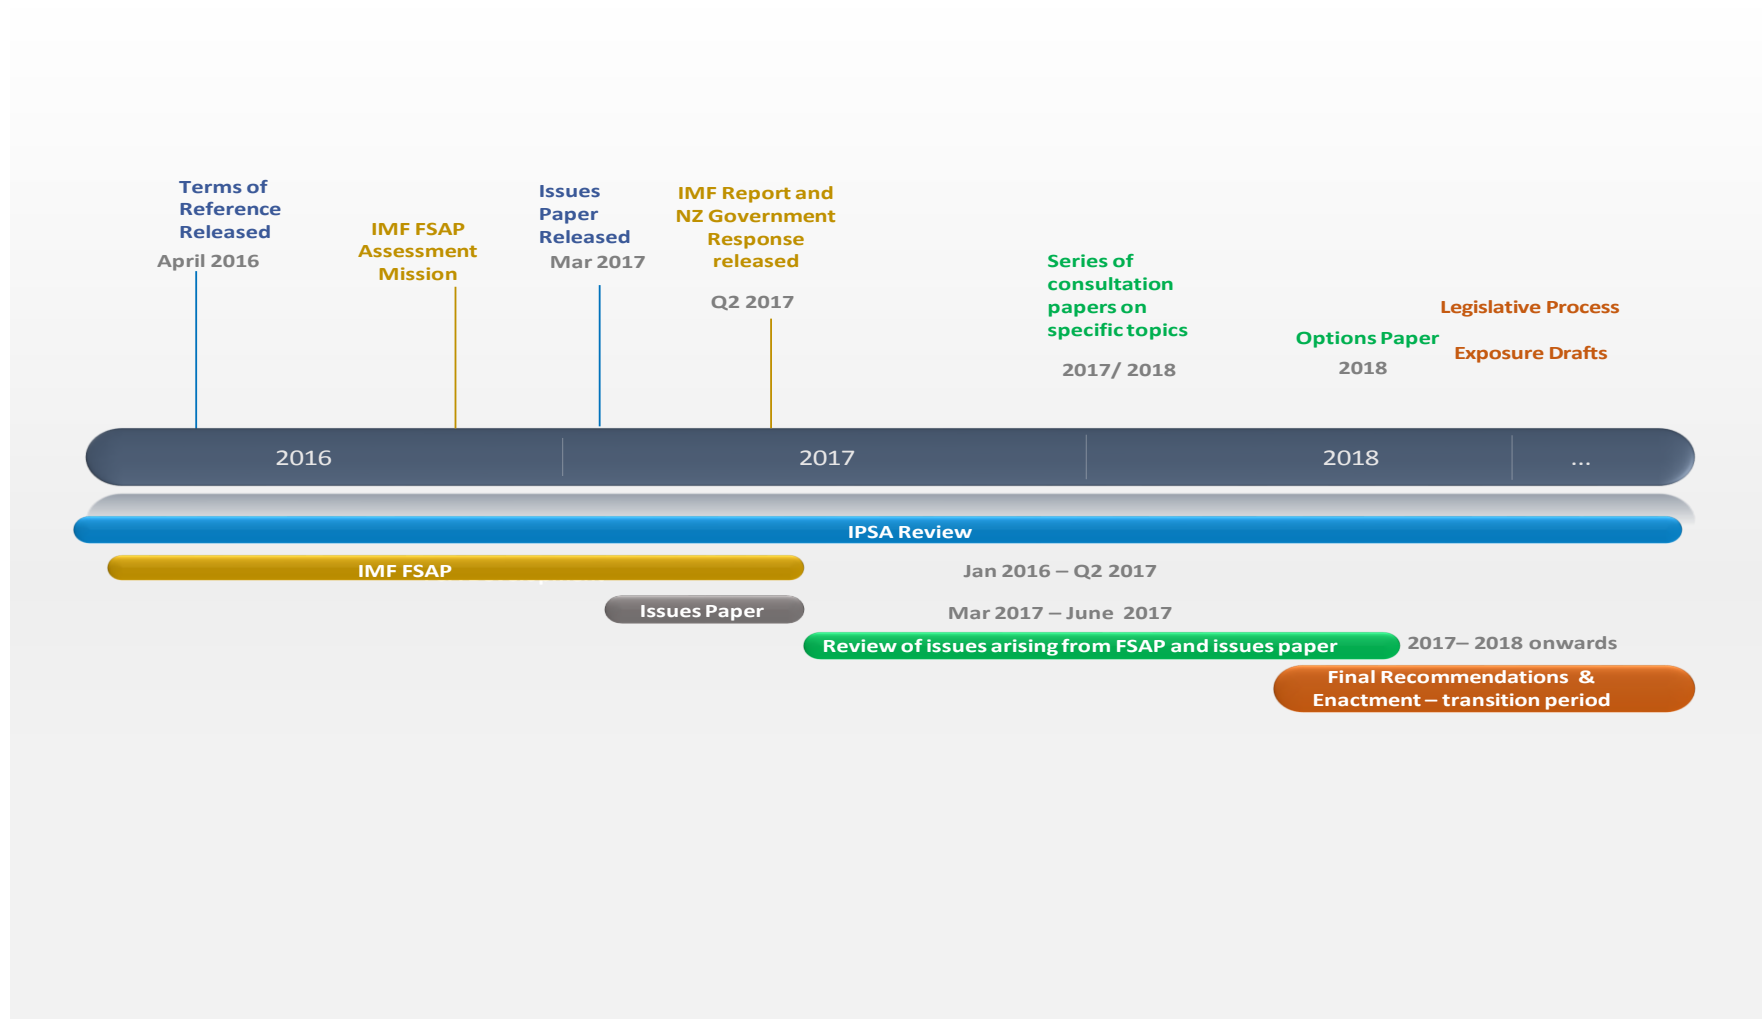 Terms of
Reference
Released
April 2016
IMF FSAP
Assessment
Mission
Issues
Paper
Released
Mar 2017
IMF Report and
NZ Government
Response
released
Q2 2017
Series of
consultation
papers on
specific topics
2017/ 2018
Options Paper
2018
Legislative Process
Exposure Drafts
2016
2017
2018
...
IPSA Review
IMF FSAP
Jan 2016 – Q2 2017
Issues Paper
Mar 2017 – June 2017
Review of issues arising from FSAP and issues paper
2017– 2018 onwards
Final Recommendations &
Enactment – transition period